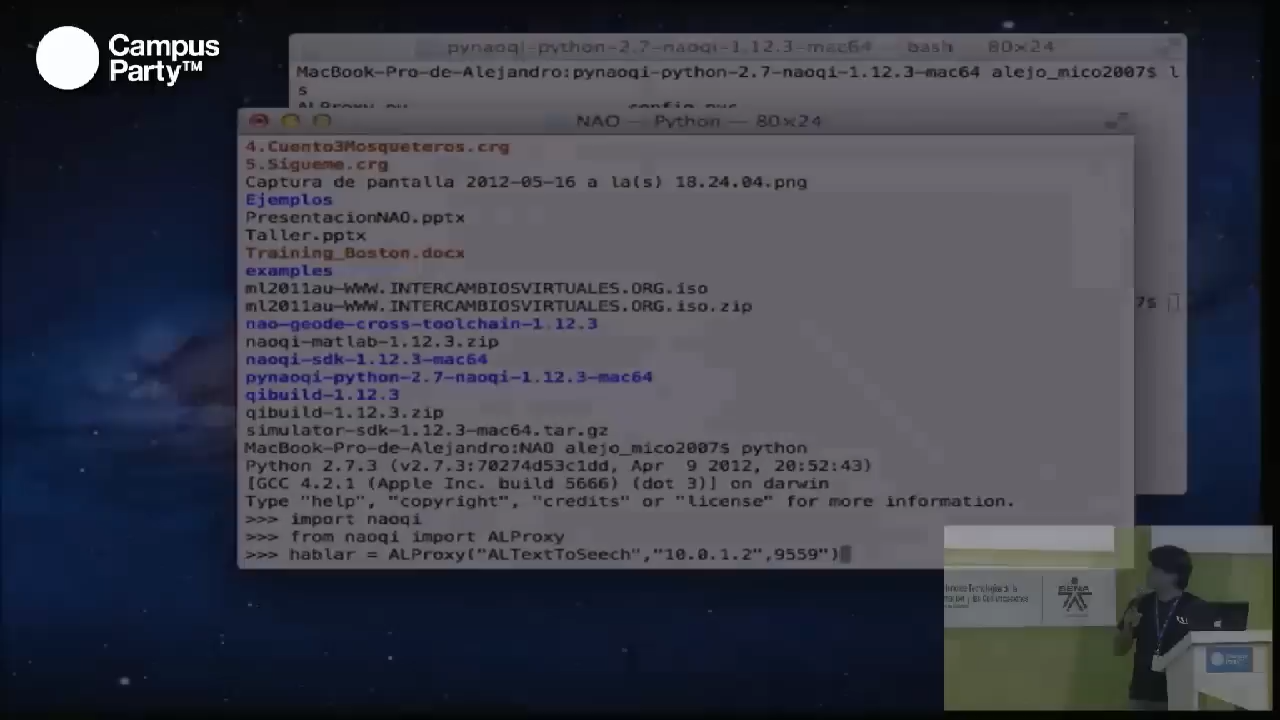 Campus
Party™
pynaoqi-python-2.7-naoqi-1.12.3-mac64 — bash — 80×24
MacBook-Pro-de-Alejandro:pynaoqi-python-2.7-naoqi-1.12.3-mac64 alejo_mico2007$ l
s
ALProxy.py config.pyc
NAO — Python — 80×24
4.Cuento3Mosqueteros.crg
5.Sigueme.crg
Captura de pantalla 2012-05-16 a la(s) 18.24.04.png
Ejemplos
PresentacionNAO.pptx
Taller.pptx
Training_Boston.docx
examples
ml2011au-WWW.INTERCAMBIOSVIRTUALES.ORG.iso
ml2011au-WWW.INTERCAMBIOSVIRTUALES.ORG.iso.zip
nao-geode-cross-toolchain-1.12.3
7$
naoqi-matlab-1.12.3.zip
naoqi-sdk-1.12.3-mac64
pynaoqi-python-2.7-naoqi-1.12.3-mac64
qibuild-1.12.3
qibuild-1.12.3.zip
simulator-sdk-1.12.3-mac64.tar.gz
MacBook-Pro-de-Alejandro:NAO alejo_mico2007$ python
Python 2.7.3 (v2.7.3:70274d53c1dd, Apr  9 2012, 20:52:43)
[GCC 4.2.1 (Apple Inc. build 5666) (dot 3)] on darwin
Type "help", "copyright", "credits" or "license" for more information.
>>> import naoqi
>>> from naoqi import ALProxy
>>> hablar = ALProxy("ALTextToSeech","10.0.1.2",9559")
SENA